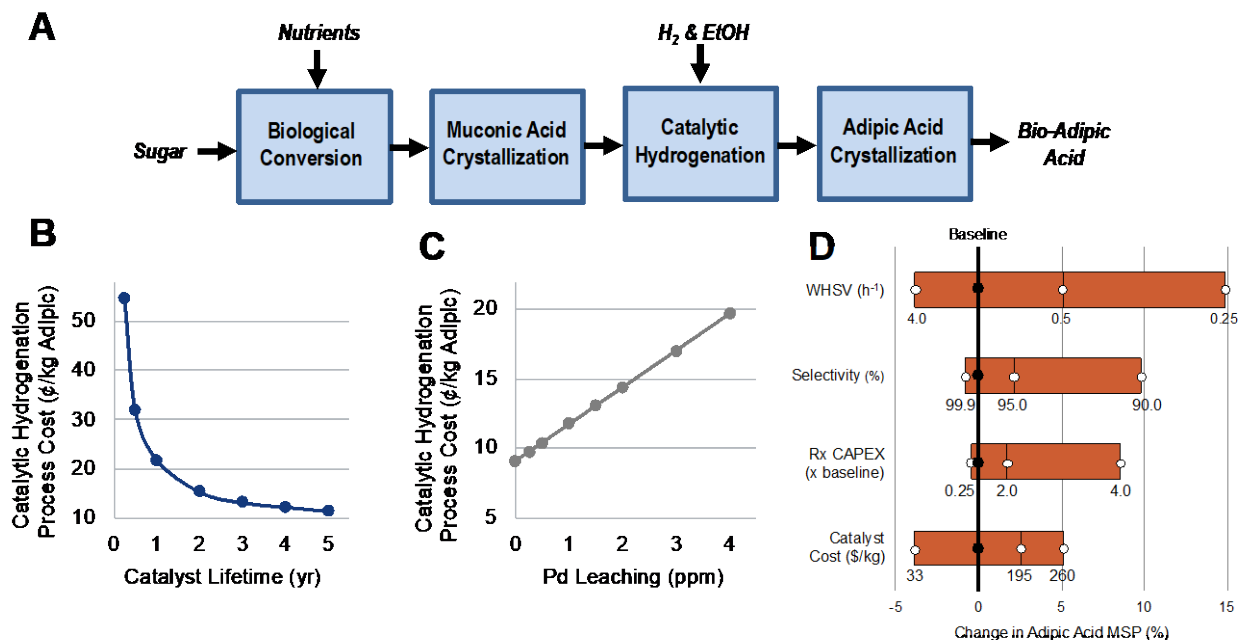 A
Nutrients
H2 & EtOH
Sugar
Biological
Conversion
Muconic Acid
Crystallization
Catalytic
Hydrogenation
Adipic Acid
Crystallization
Bio-Adipic
Acid
B
Catalytic Hydrogenation
Process Cost (¢/kg Adipic)
50
40
30
20
10
0 1 2 3 4 5
Catalyst Lifetime (yr)
C
Catalytic Hydrogenation
Process Cost (¢/kg Adipic)
20
15
10
5
0 1 2 3 4
Pd Leaching (ppm)
D
Baseline
WHSV (h-1)
4.0 0.5 0.25
Selectivity (%)
99.9 95.0 90.0
Rx CAPEX
(x baseline)
0.25 2.0 4.0
Catalyst
Cost ($/kg)
33 195 260
-5 0 5 10 15
Change in Adipic Acid MSP (%)